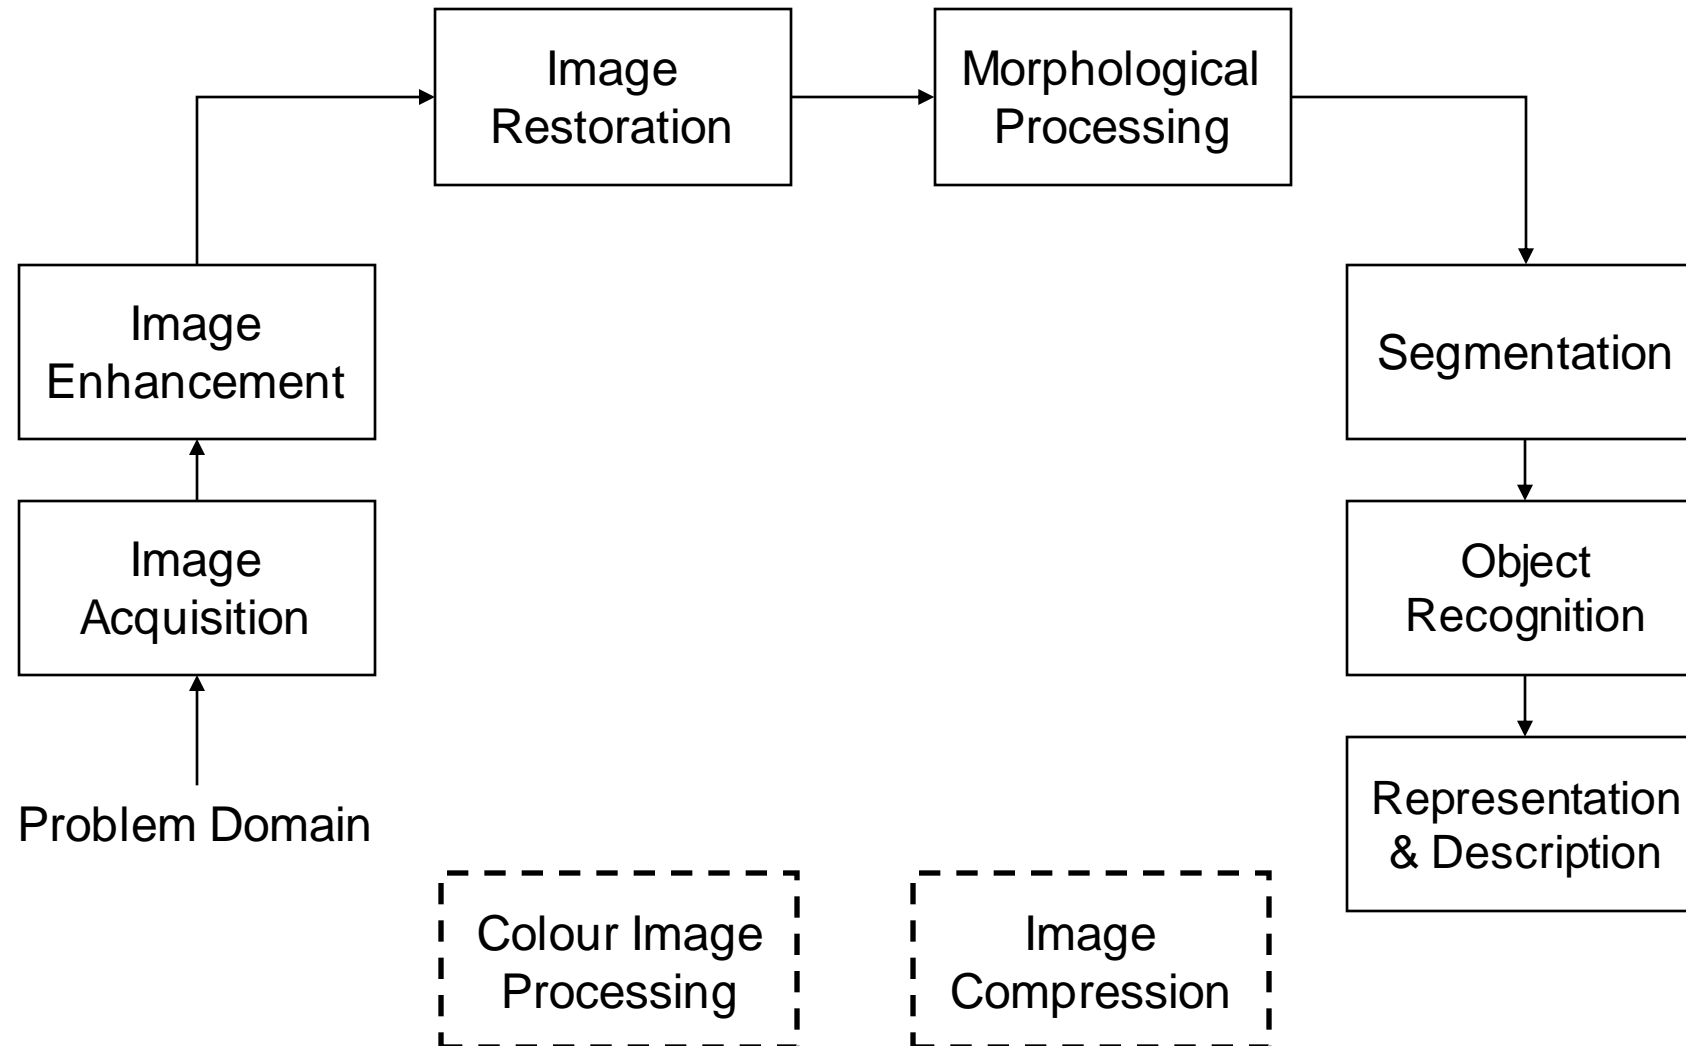 Image
Restoration
Morphological
Processing
Image
Enhancement
Segmentation
Image
Acquisition
Object
Recognition
Problem Domain
Representation
& Description
Colour Image
Processing
Image
Compression